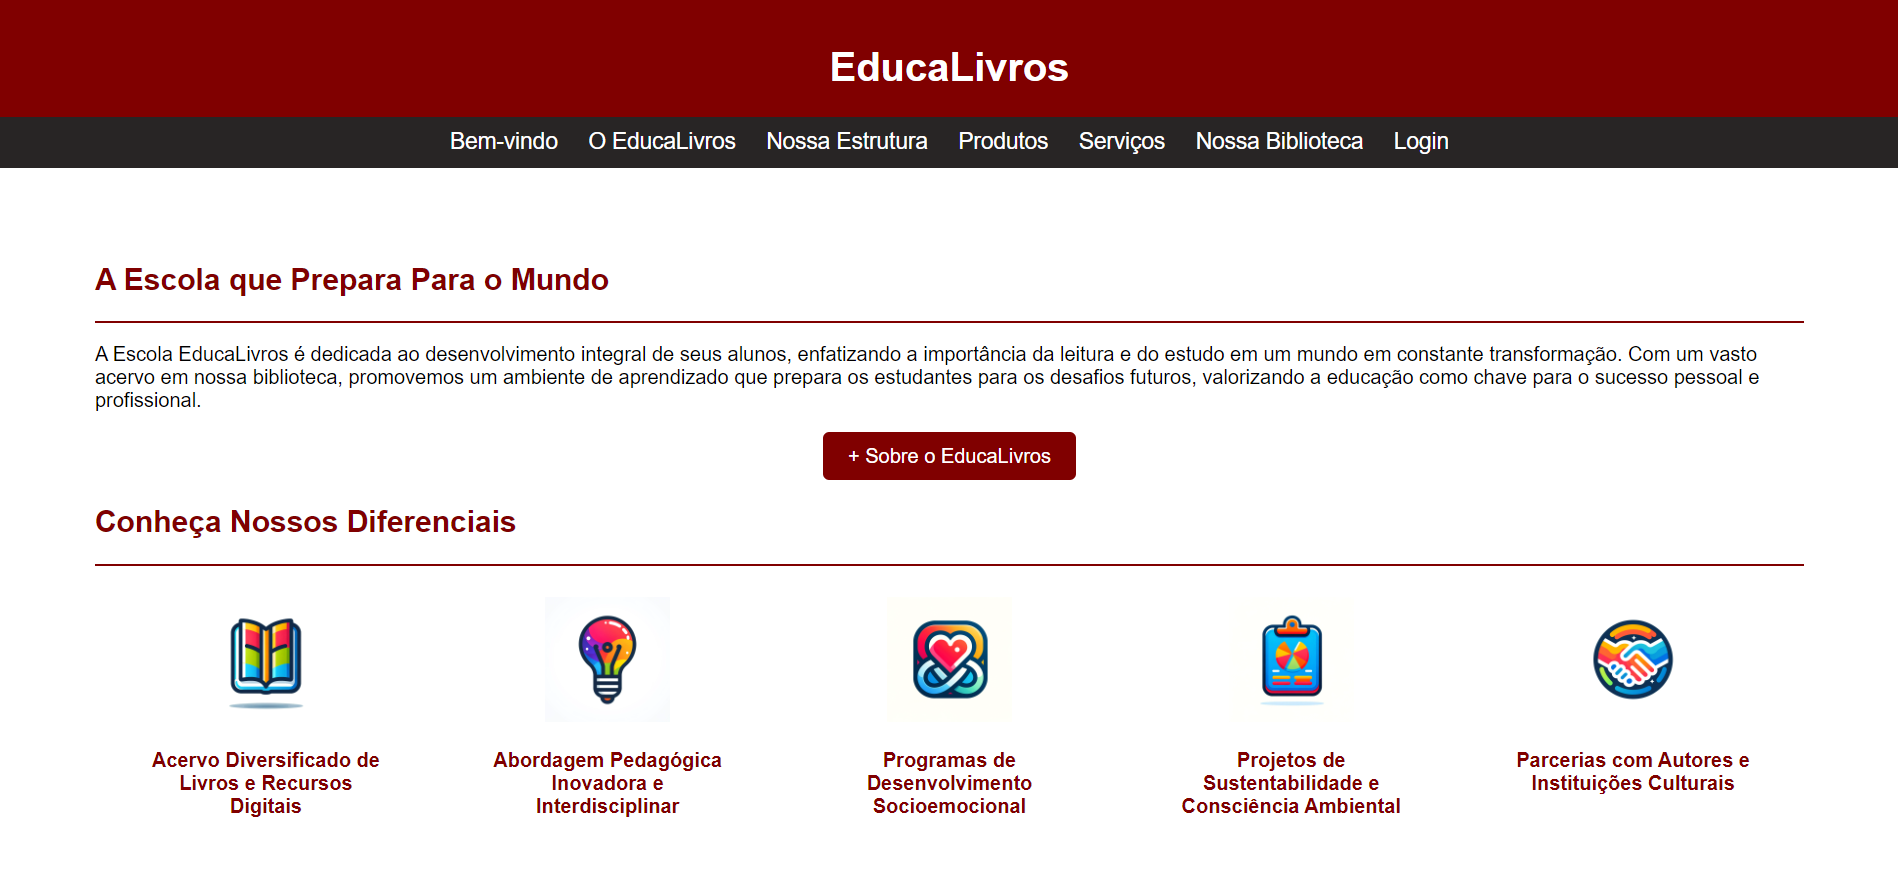 EducaLivros
Bem-vindo O EducaLivros Nossa Estrutura Produtos Serviços Nossa Biblioteca Login
A Escola que Prepara Para o Mundo
A Escola EducaLivros é dedicada ao desenvolvimento integral de seus alunos, enfatizando a importância da leitura e do estudo em um mundo em constante transformação. Com um vasto
acervo em nossa biblioteca, promovemos um ambiente de aprendizado que prepara os estudantes para os desafios futuros, valorizando a educação como chave para o sucesso pessoal e
profissional.
+ Sobre o EducaLivros
Conheça Nossos Diferenciais
Acervo Diversificado de
Livros e Recursos
Digitais
Abordagem Pedagógica
Inovadora e
Interdisciplinar
Programas de
Desenvolvimento
Socioemocional
Projetos de
Sustentabilidade e
Consciência Ambiental
Parcerias com Autores e
Instituições Culturais